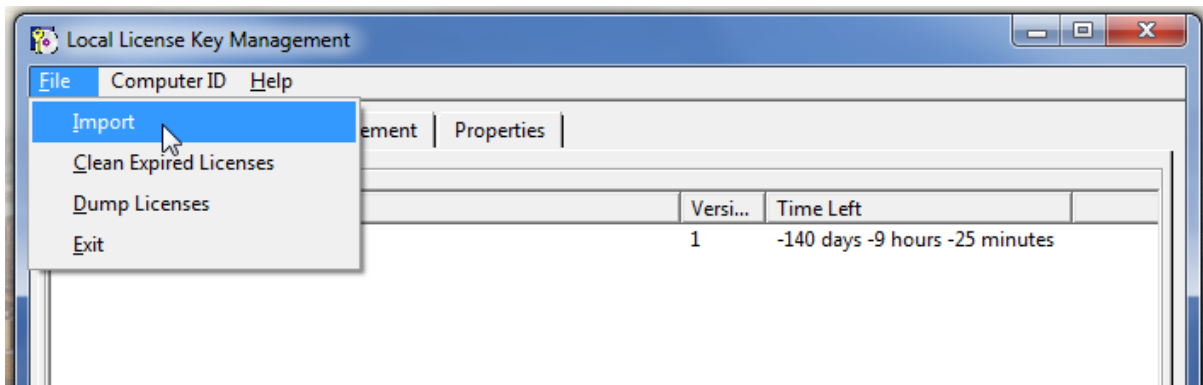 Local License Key Management
File Computer ID Help
Import
ement Properties
Clean Expired Licenses
Dump Licenses
Versi... Time Left
Exit
1 -140 days -9 hours -25 minutes